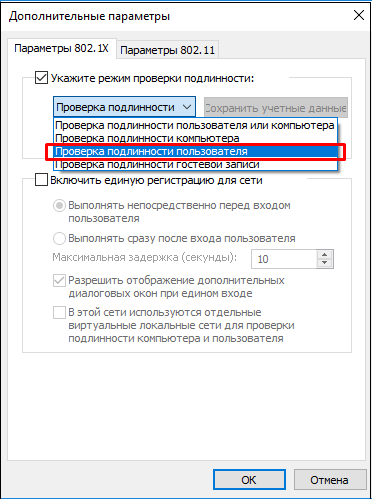 Дополнительные параметры
Параметры 802.1X
Параметры 802.11
Укажите режим проверки подлинности:
Проверка подлинности
Сохранить учетные данные
Проверка подлинности пользователя или компьютера
Проверка подлинности компьютера
Проверка подлинности пользователя
Проверка подлинности гостевой записи
Включить единую регистрацию для сети
Выполнять непосредственно перед входом
пользователя
Выполнять сразу после входа пользователя
Максимальная задержка (секунды):
10
Разрешить отображение дополнительных
диалоговых окон при едином входе
В этой сети используются отдельные
виртуальные локальные сети для проверки
подлинности компьютера и пользователя
ОК
Отмена